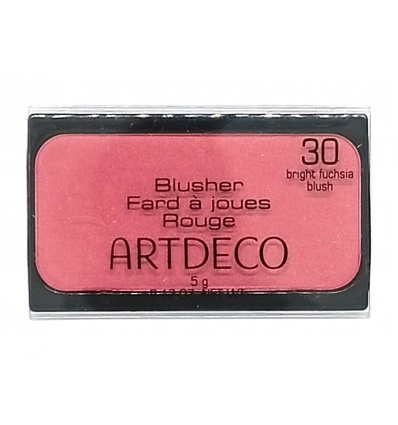 30
bright fuchsia
blush
Blusher
Fard à joues
Rouge
ARTDECO
5 g